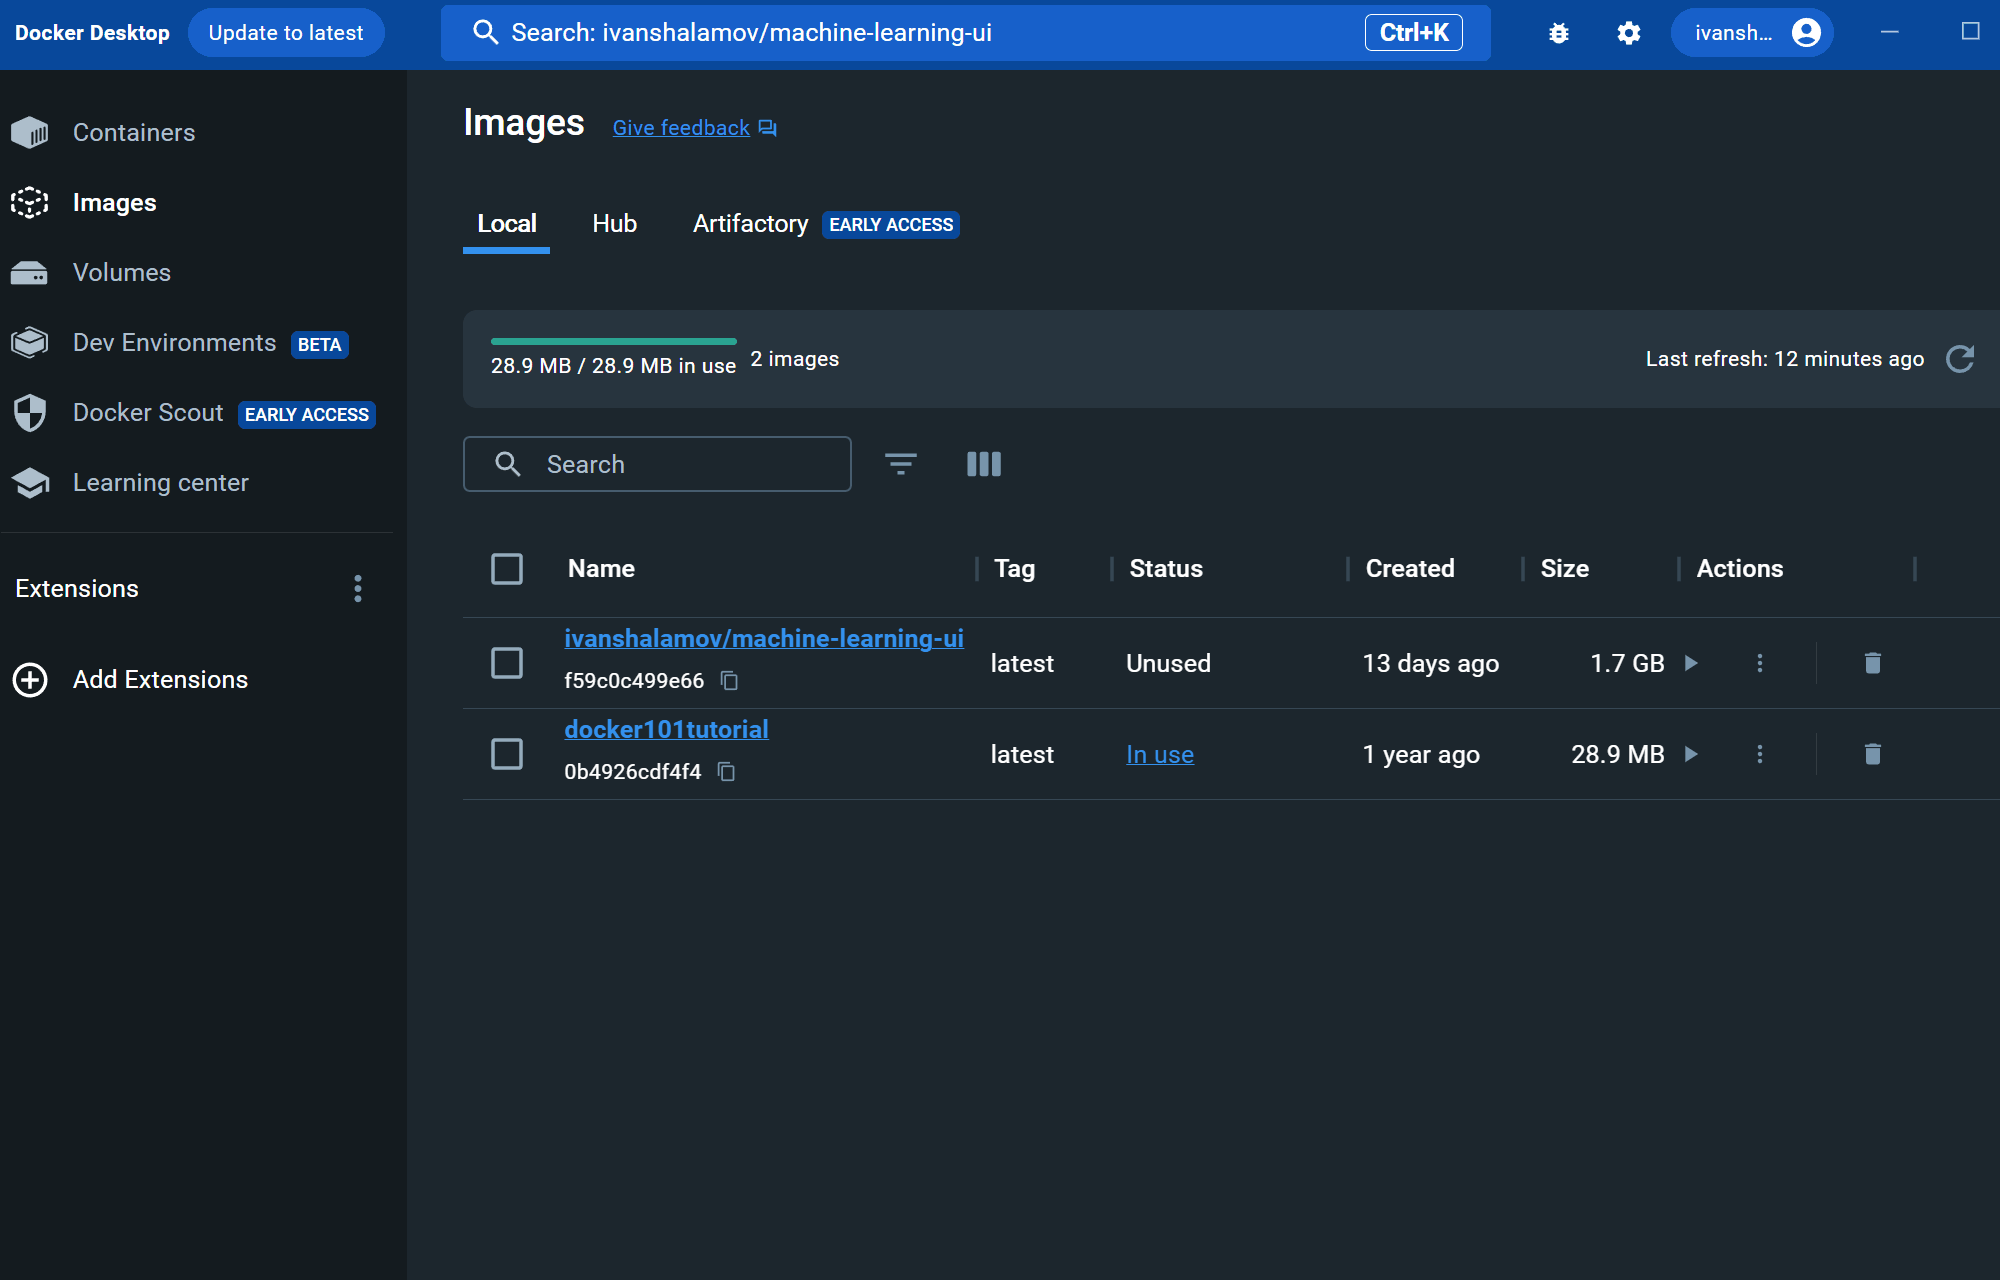 Docker Desktop
Update to latest
Search: ivanshalamov/machine-learning-ui
Ctrl+K
ivansh...
Containers
Images
Volumes
Dev Environments BETA
Docker Scout EARLY ACCESS
Learning center
Extensions
Add Extensions
Images
Give feedback
Local Hub Artifactory EARLY ACCESS
28.9 MB / 28.9 MB in use
2 images
Last refresh: 12 minutes ago
Search
Name Tag Status Created Size Actions
ivanshalamov/machine-learning-ui
f59c0c499e66
latest Unused 13 days ago 1.7 GB
docker101tutorial
0b4926cdf4f4
latest In use 1 year ago 28.9 MB